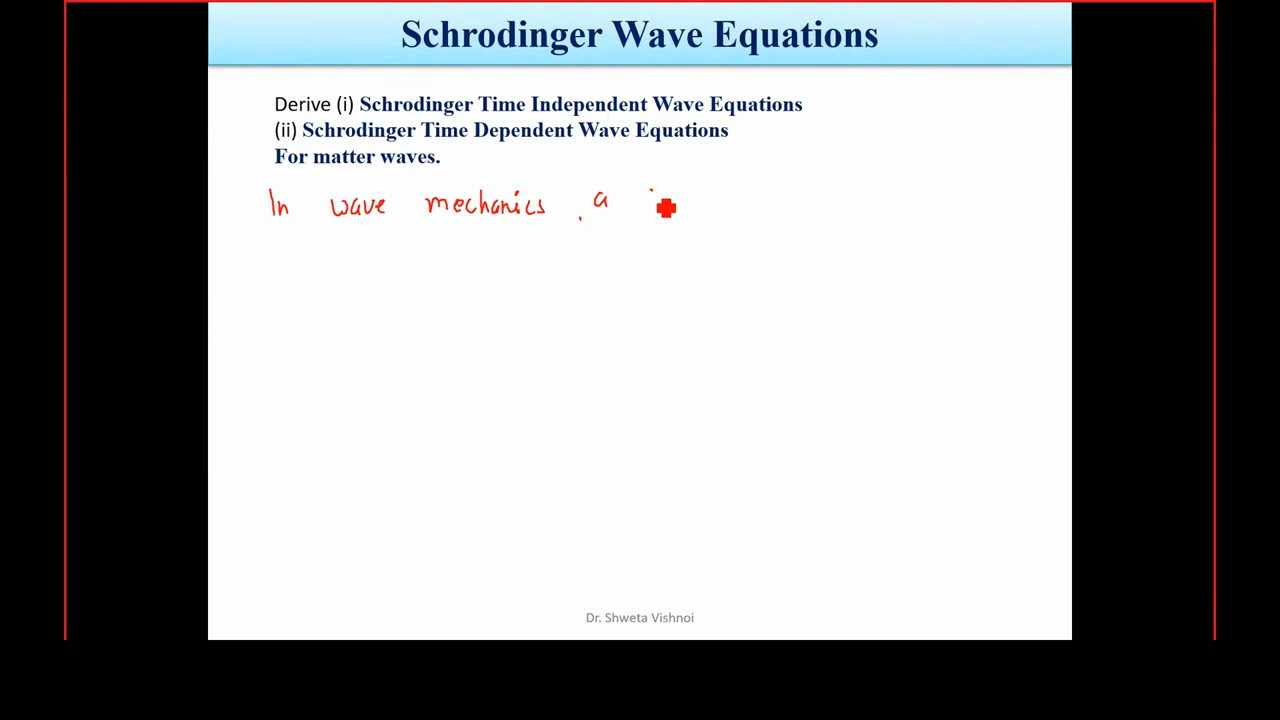 Schrodinger Wave Equations
Derive (i) Schrodinger Time Independent Wave Equations
(ii) Schrodinger Time Dependent Wave Equations
For matter waves.
In wave mechanics, a
Dr. Shweta Vishnoi